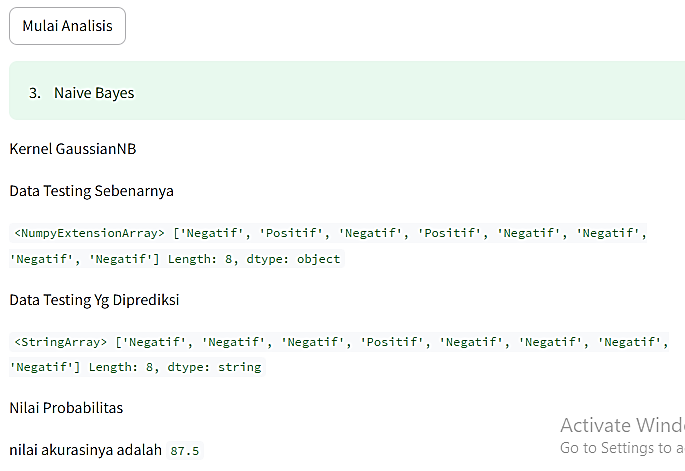 Mulai Analisis
3. Naive Bayes
Kernel GaussianNB
Data Testing Sebenarnya
<NumpyExtensionArray> ['Negatif', 'Positif', 'Negatif', 'Positif', 'Negatif', 'Negatif',
'Negatif', 'Negatif'] Length: 8, dtype: object
Data Testing Yg Diprediksi
<StringArray> ['Negatif', 'Negatif', 'Negatif', 'Positif', 'Negatif', 'Negatif', 'Negatif',
'Negatif'] Length: 8, dtype: string
Nilai Probabilitas
Activate Wind
Go to Settings to a
nilai akurasinya adalah 87.5